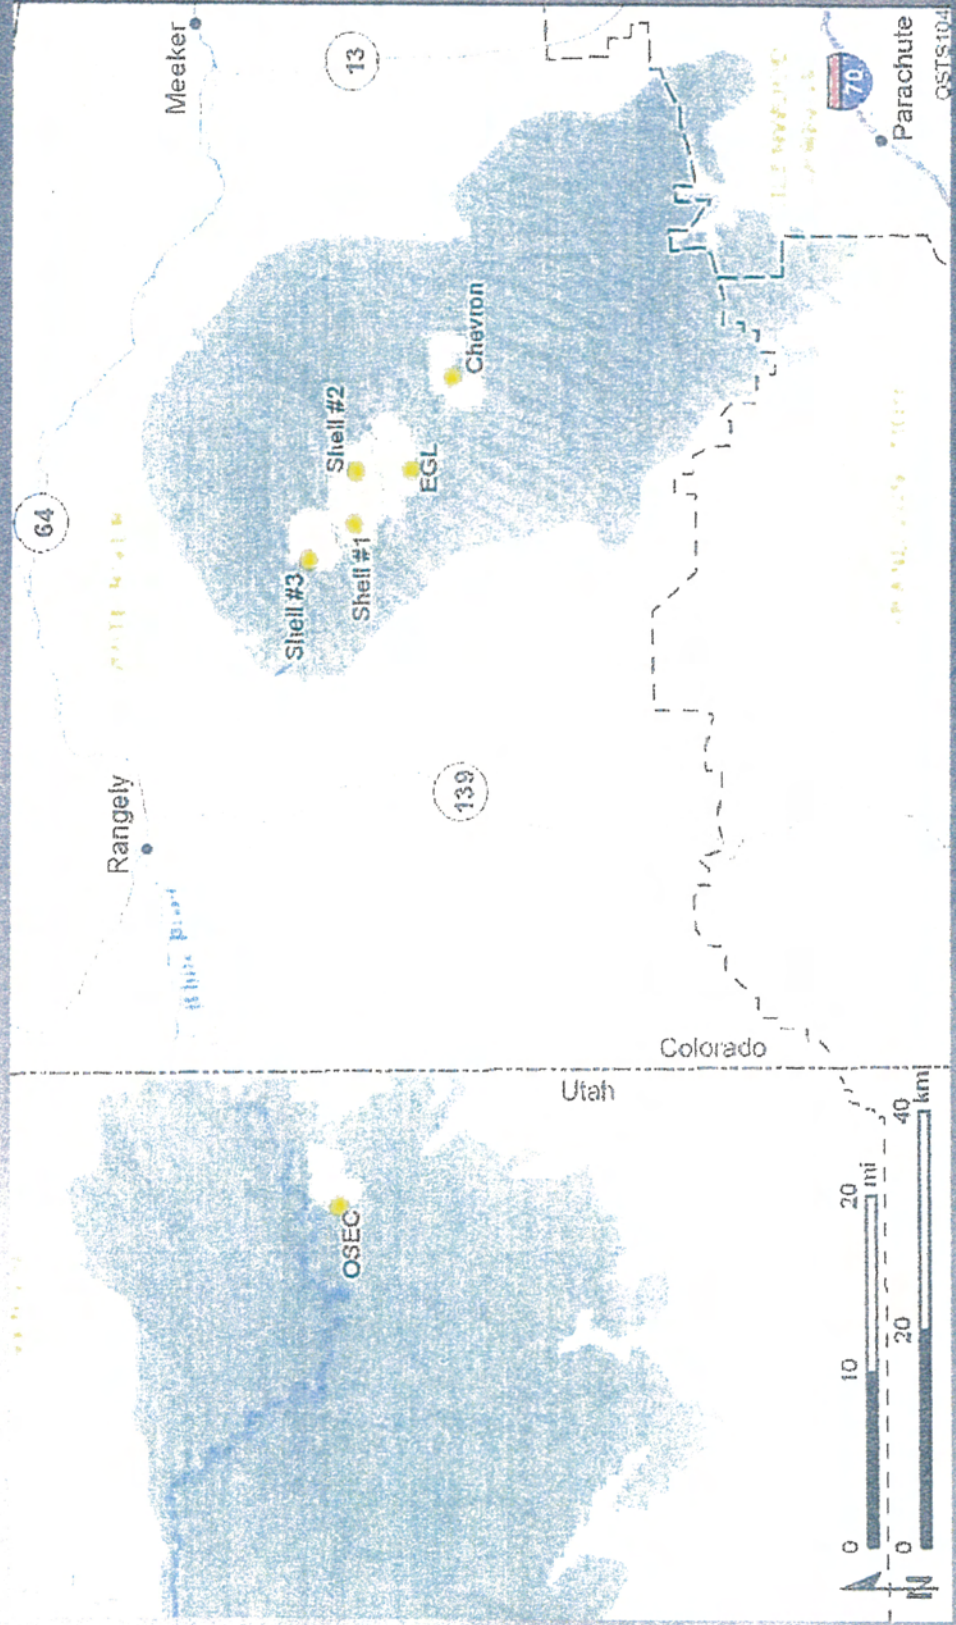 Meeker
64
13
Rangely
Shell #2
Shell #3
Shell #1
EGL
Chevron
139
70
Parachute
OSEC
Colorado
Utah
0 10 20 mi
0 20 40 km
N
QSTS104